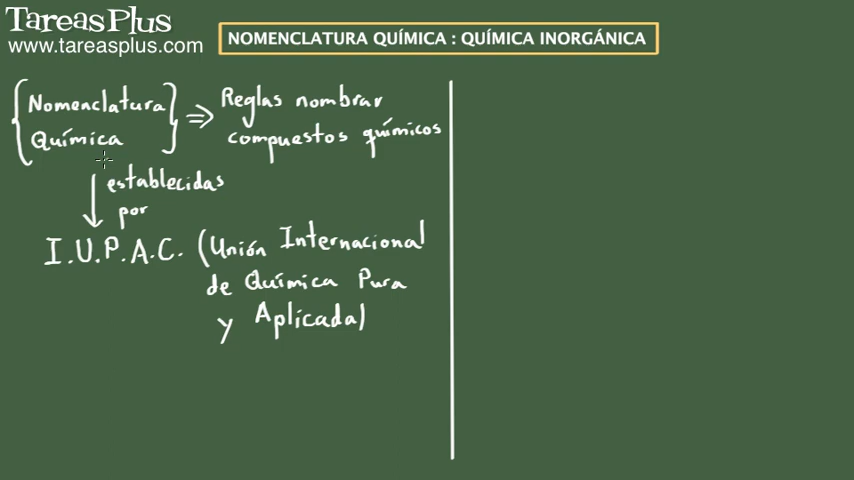 TareasPlus
www.tareasplus.com
NOMENCLATURA QUÍMICA : QUÍMICA INORGÁNICA
Nomenclatura
Química
⇒ Reglas nombrar
compuestos químicos
establecidas
por
I.U.P.A.C. (Unión Internacional
de Química Pura
y Aplicada)